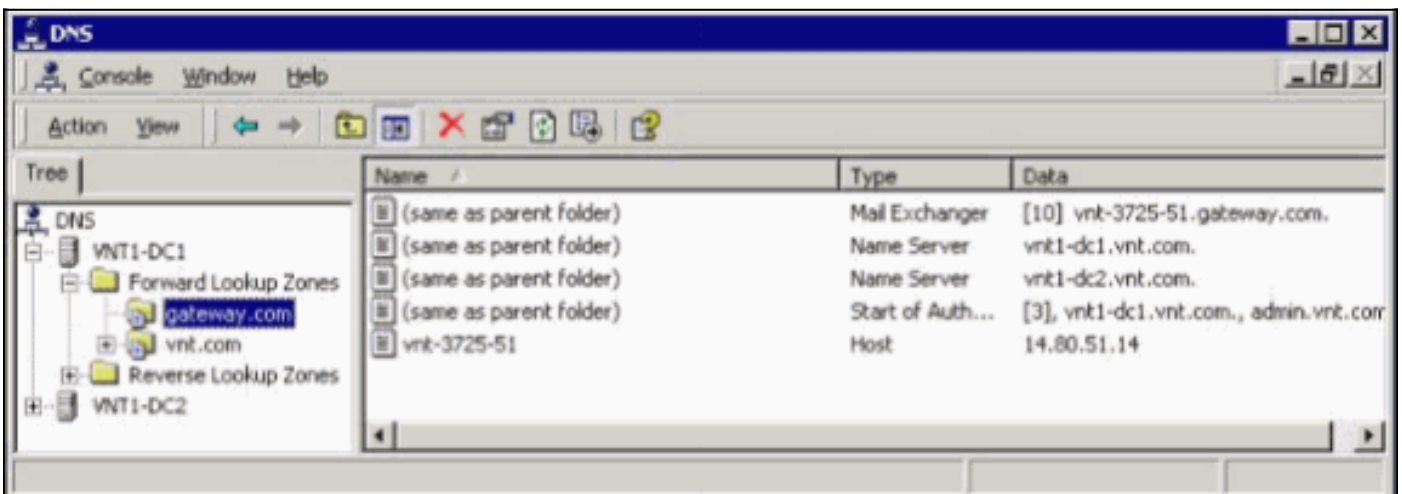 DNS
Console Window Help
Action View
Tree
Name Type Data
DNS
VNT1-DC1
Forward Lookup Zones
gateway.com
vnt.com
Reverse Lookup Zones
VNT1-DC2
(same as parent folder) Mail Exchanger [10] vnt-3725-51.gateway.com.
(same as parent folder) Name Server vnt1-dc1.vnt.com.
(same as parent folder) Name Server vnt1-dc2.vnt.com.
(same as parent folder) Start of Auth... [3], vnt1-dc1.vnt.com., admin.vnt.com
vnt-3725-51 Host 14.80.51.14